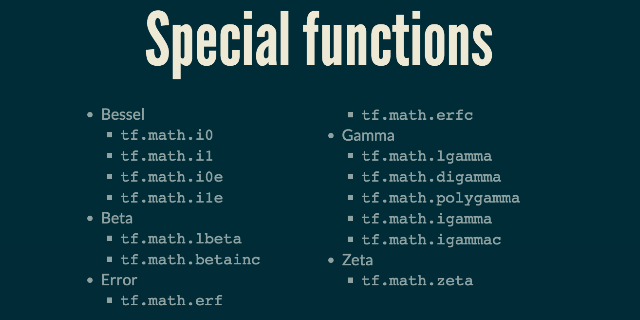 Special functions
• Bessel
▪ tf.math.i0
▪ tf.math.i1
▪ tf.math.i0e
▪ tf.math.i1e
• Beta
▪ tf.math.lbeta
▪ tf.math.betainc
• Error
▪ tf.math.erf
▪ tf.math.erfc
• Gamma
▪ tf.math.lgamma
▪ tf.math.digamma
▪ tf.math.polygamma
▪ tf.math.igamma
▪ tf.math.igammac
• Zeta
▪ tf.math.zeta